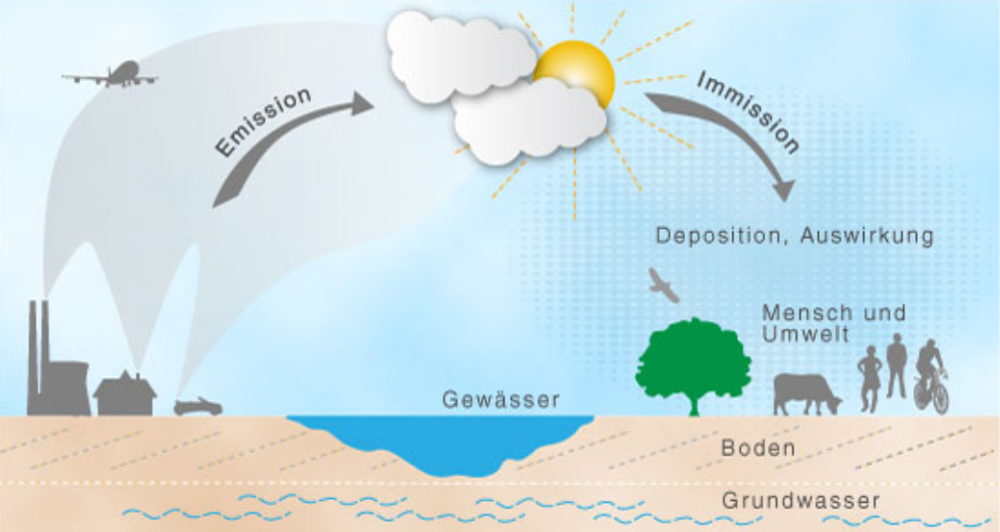 Emission
Immission
Deposition, Auswirkung
Mensch und
Umwelt
Gewässer
Boden
Grundwasser